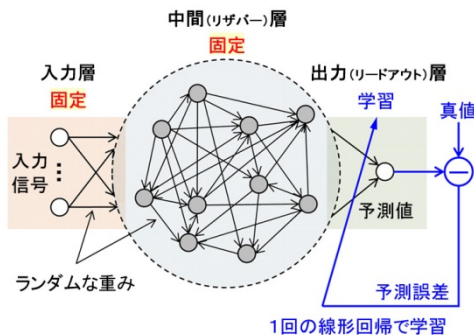 中間(リザバー)層
固定
入力層
固定
出力(リードアウト)層
学習
真値
入力
信号
予測値
ランダムな重み
予測誤差
1回の線形回帰で学習